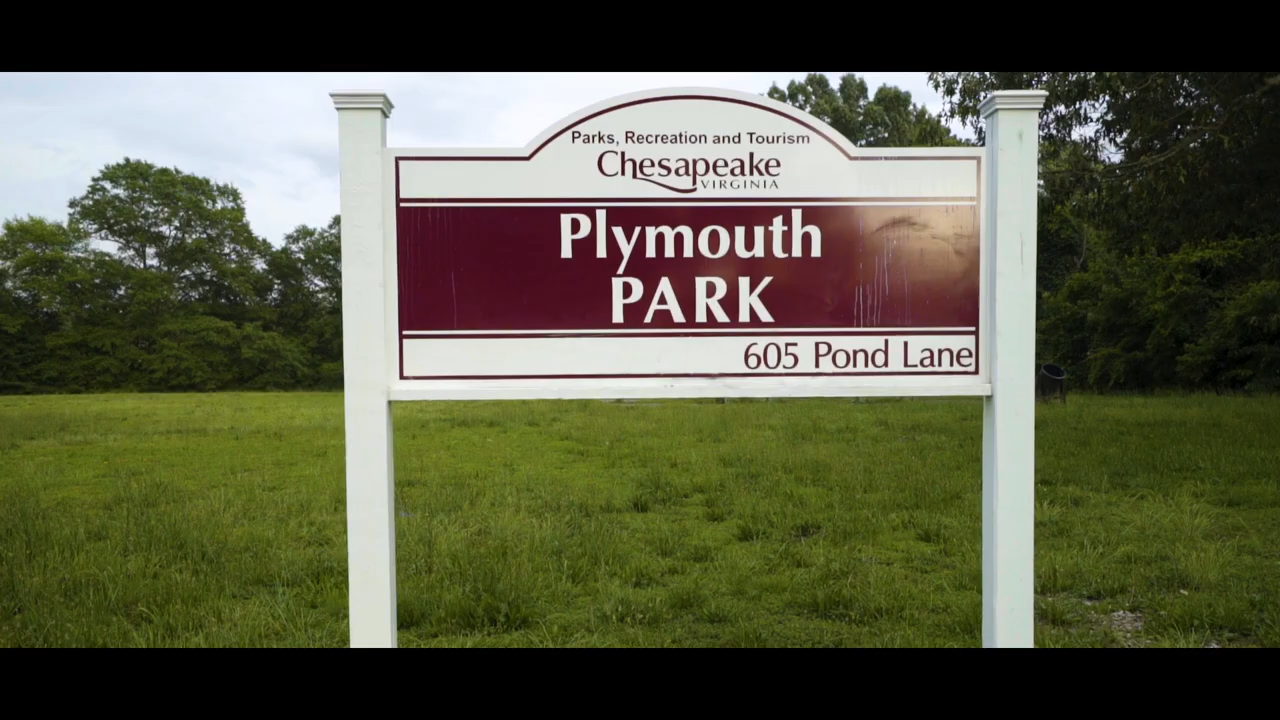 Parks, Recreation and Tourism
Chesapeake
VIRGINIA
Plymouth
PARK
605 Pond Lane